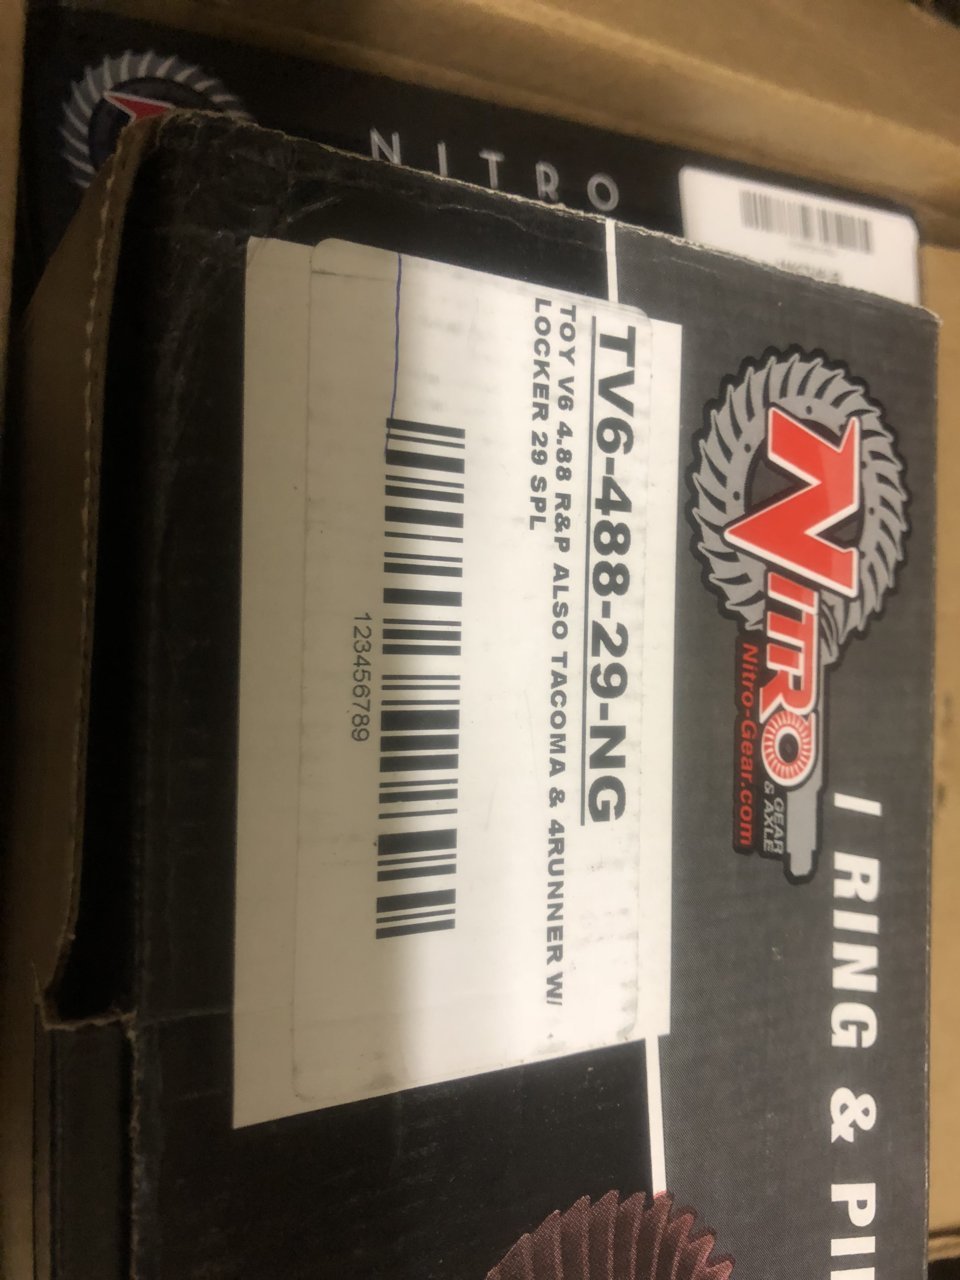 NITRO
NITRO
GEAR
& AXLE
Nitro-Gear.com
RING &
TV6-488-29-NG
TOY V6 4.88 R&P ALSO TACOMA & 4RUNNER W/
LOCKER 29 SPL
123456789